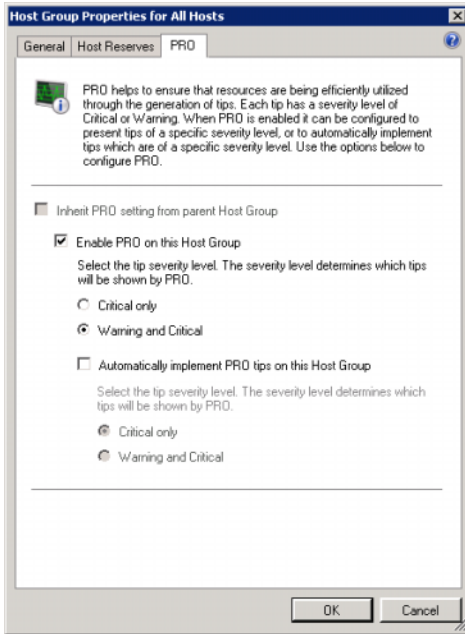 Host Group Properties for All Hosts
General
Host Reserves
PRO
PRO helps to ensure that resources are being efficiently utilized
through the generation of tips. Each tip has a severity level of
Critical or Warning. When PRO is enabled it can be configured to
present tips of a specific severity level, or to automatically implement
tips which are of a specific severity level. Use the options below to
configure PRO.
Inherit PRO setting from parent Host Group
Enable PRO on this Host Group
Select the tip severity level. The severity level determines which tips
will be shown by PRO.
Critical only
Warning and Critical
Automatically implement PRO tips on this Host Group
Select the tip severity level. The severity level determines which
tips will be shown by PRO.
Critical only
Warning and Critical
OK
Cancel